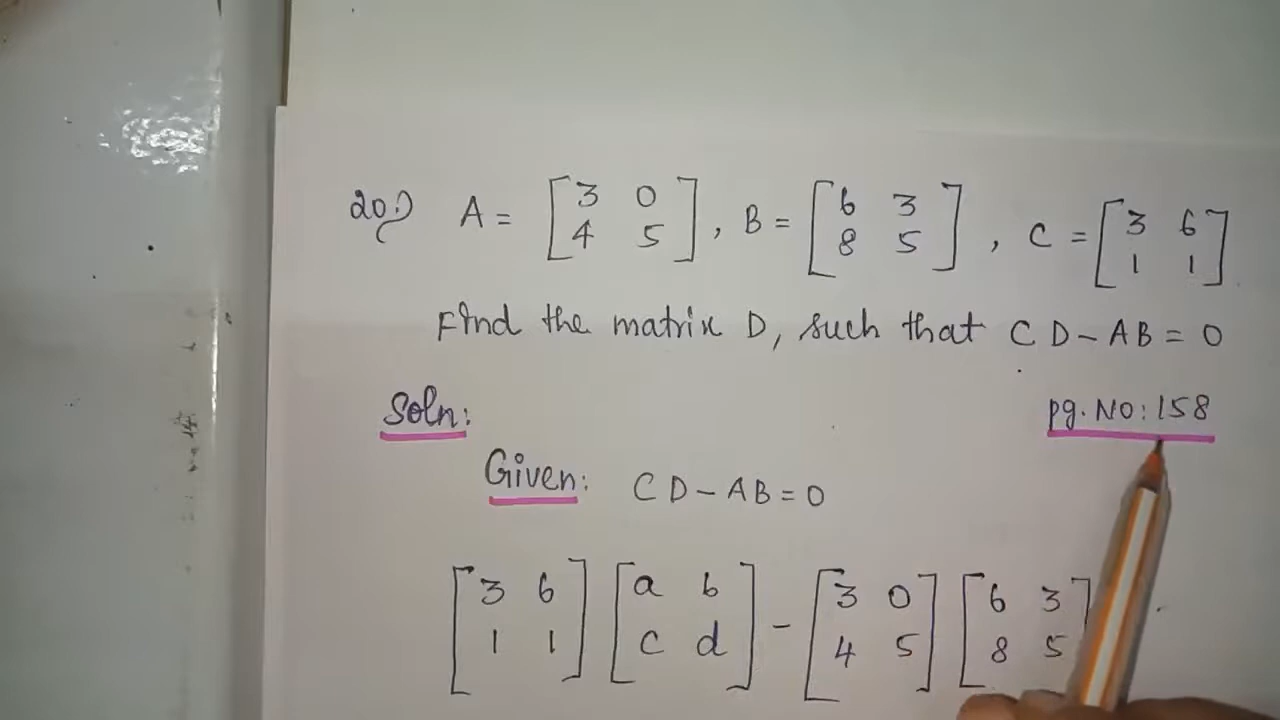 20.) A = [3 0 4 5], B = [6 3 8 5], C = [3 6 1 1]
Find the matrix D, such that CD-AB=0
Soln:
pg.No:158
Given: CD-AB=0
[3 6 1 1] [a b c d] - [3 0 4 5] [6 3 8 5]